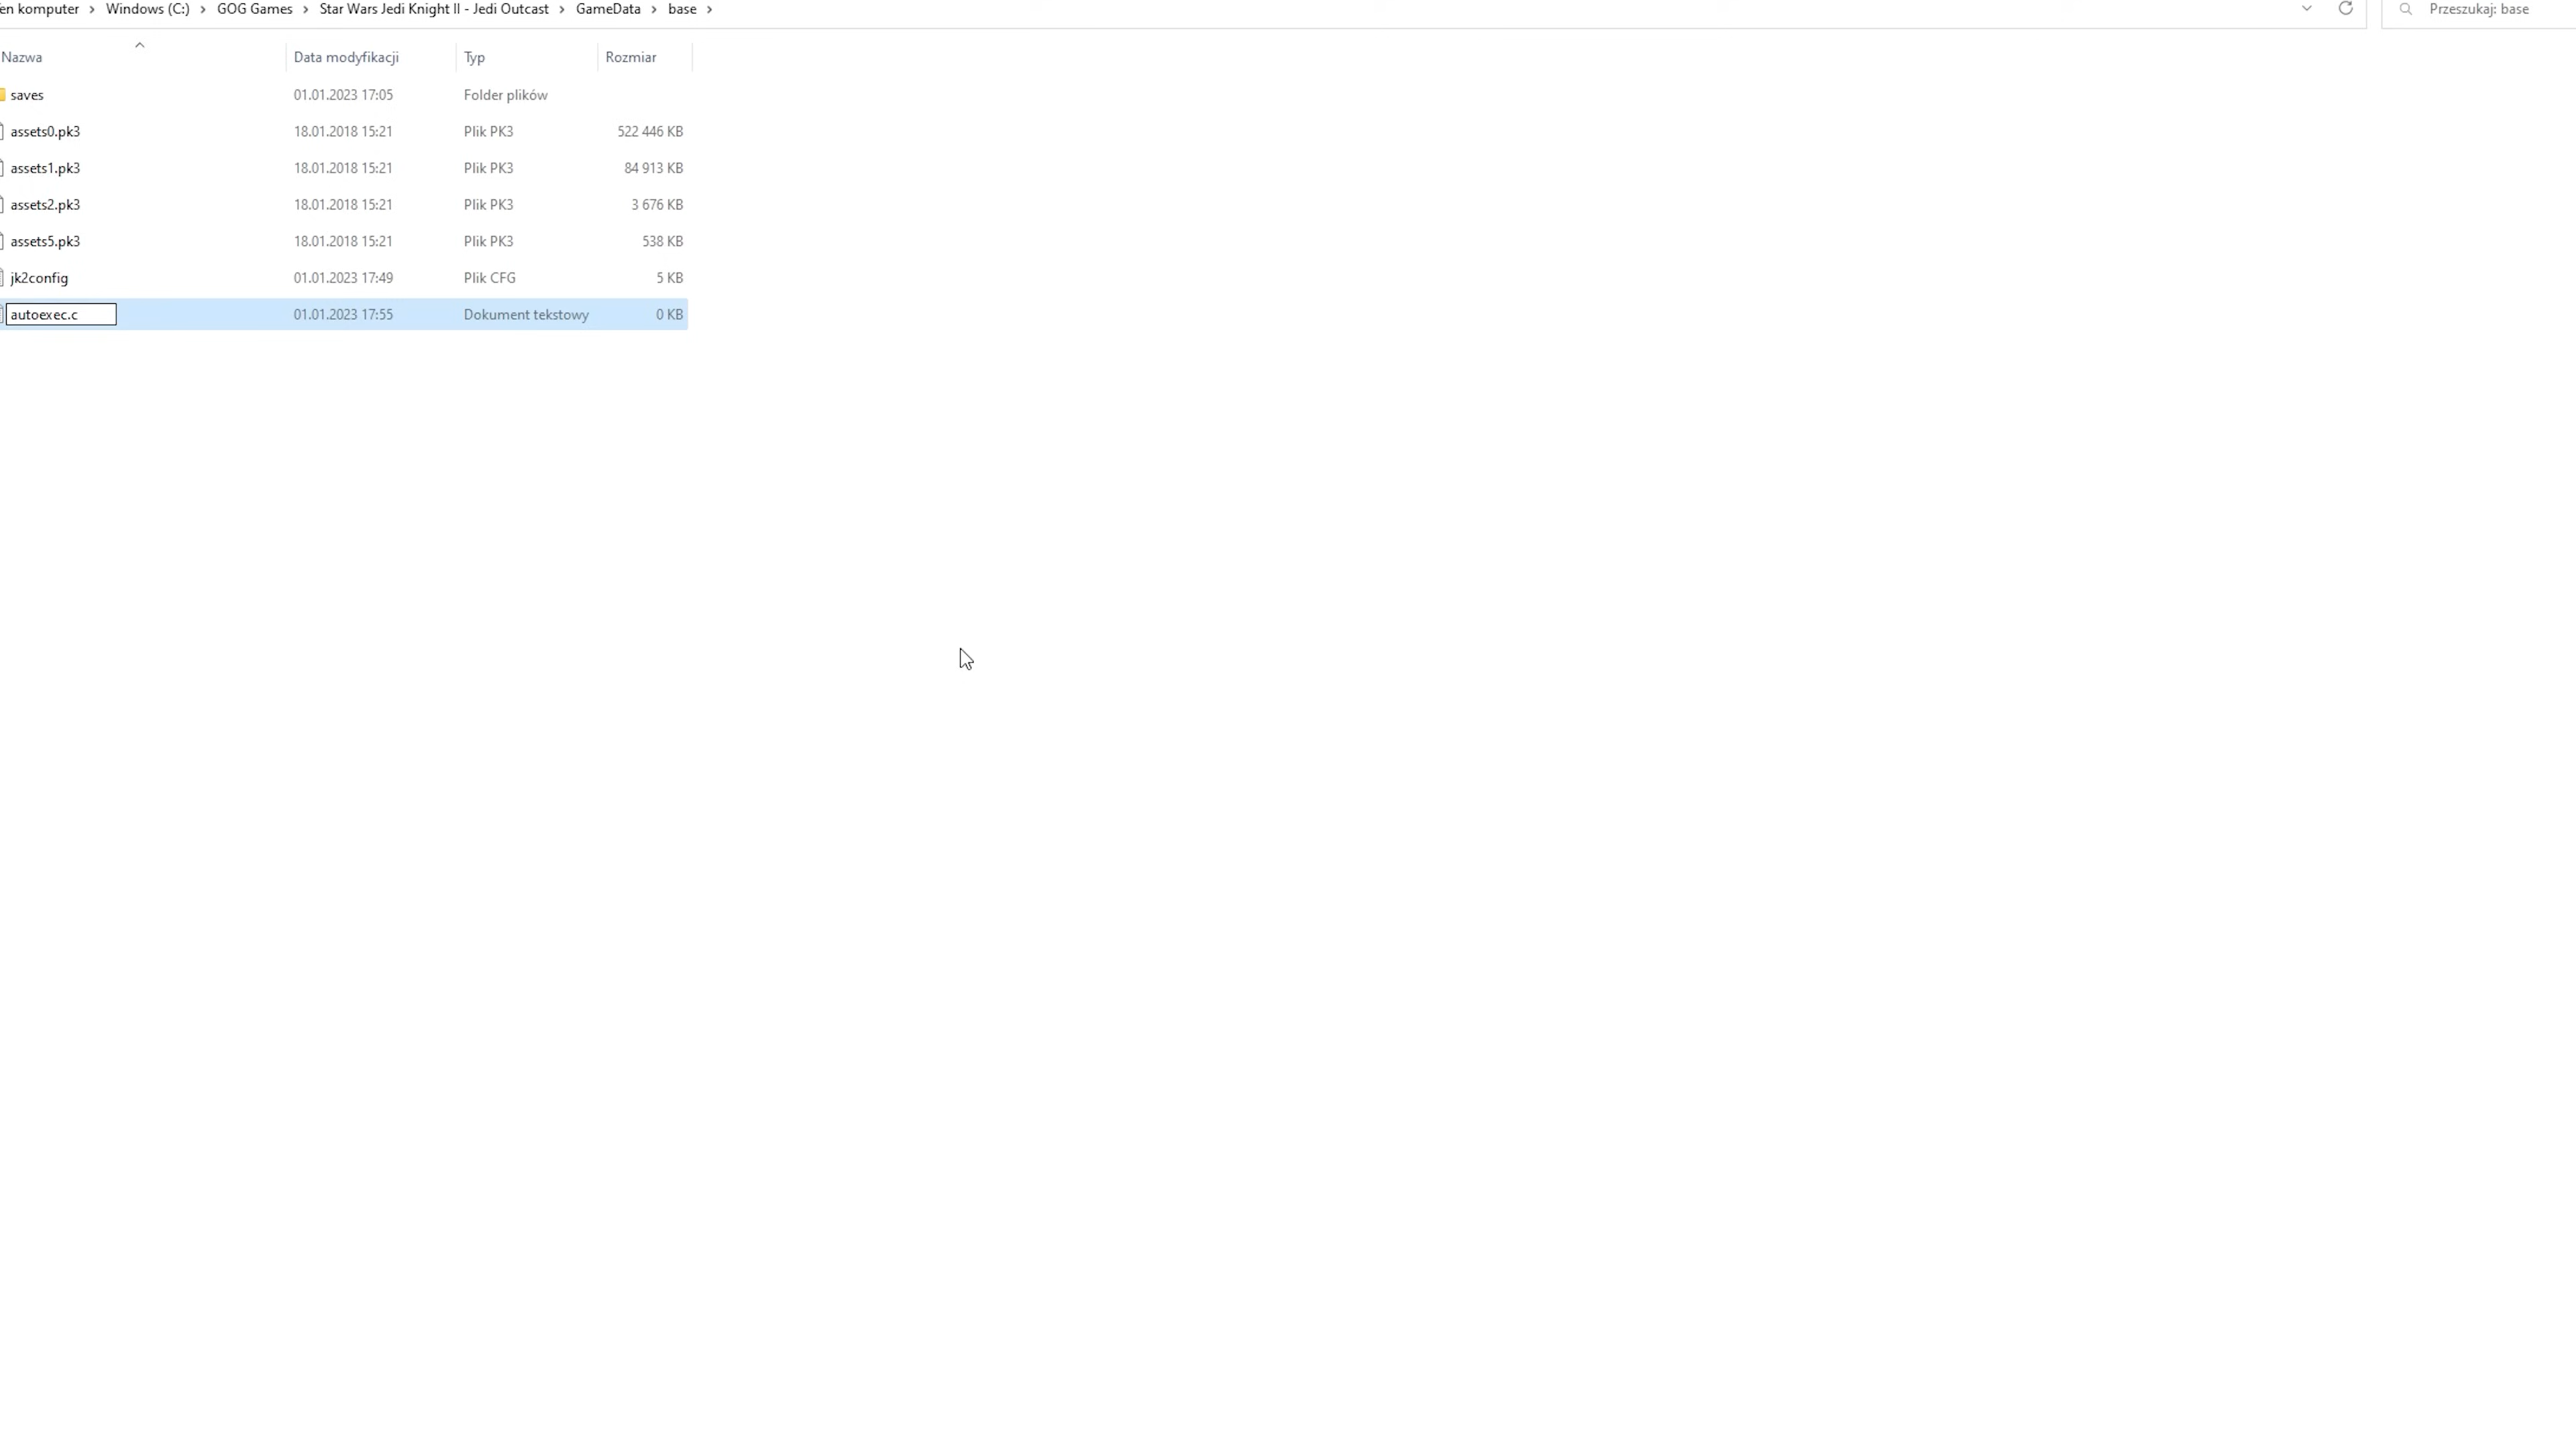 en komputer > Windows (C:) > GOG Games > Star Wars Jedi Knight II - Jedi Outcast > GameData > base > Przeszukaj: base
Nazwa Data modyfikacji Typ Rozmiar
saves 01.01.2023 17:05 Folder plików
assets0.pk3 18.01.2018 15:21 Plik PK3 522 446 KB
assets1.pk3 18.01.2018 15:21 Plik PK3 84 913 KB
assets2.pk3 18.01.2018 15:21 Plik PK3 3 676 KB
assets5.pk3 18.01.2018 15:21 Plik PK3 538 KB
jk2config 01.01.2023 17:49 Plik CFG 5 KB
autoexec.c 01.01.2023 17:55 Dokument tekstowy 0 KB